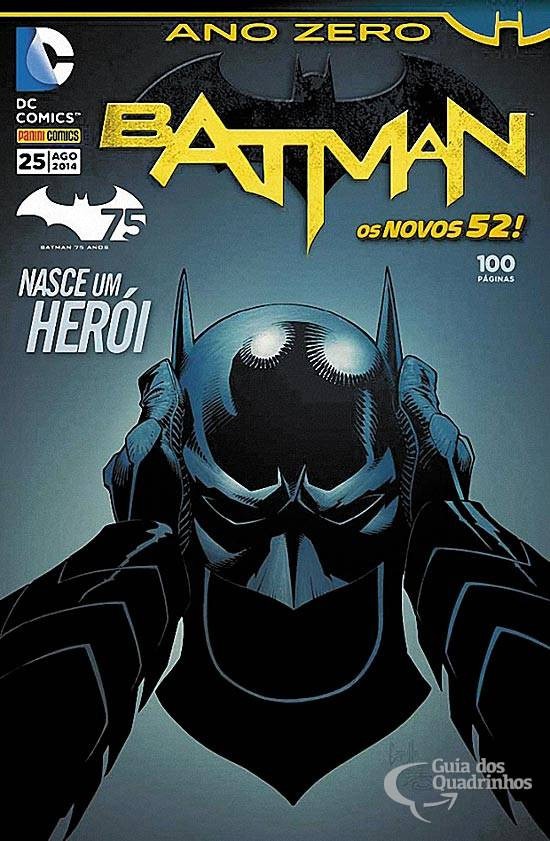 ANO ZERO
DC
DC
COMICS™
PANINI COMICS
25 AGO
2014
BATMAN
75
BATMAN 75 ANOS
OS NOVOS 52!
100
PÁGINAS
NASCE UM
HERÓI
Guia dos
Quadrinhos